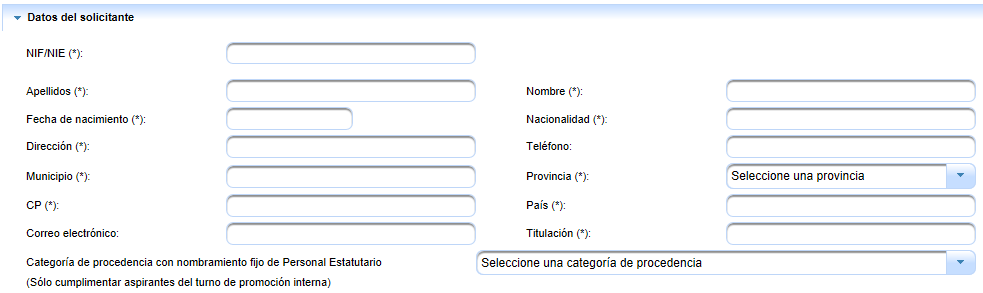 Datos del solicitante
NIF/NIE (*):
Apellidos (*):
Nombre (*):
Fecha de nacimiento (*):
Nacionalidad (*):
Dirección (*):
Teléfono:
Municipio (*):
Provincia (*):
Seleccione una provincia
CP (*):
País (*):
Correo electrónico:
Titulación (*):
Categoría de procedencia con nombramiento fijo de Personal Estatutario
Seleccione una categoría de procedencia
(Sólo cumplimentar aspirantes del turno de promoción interna)